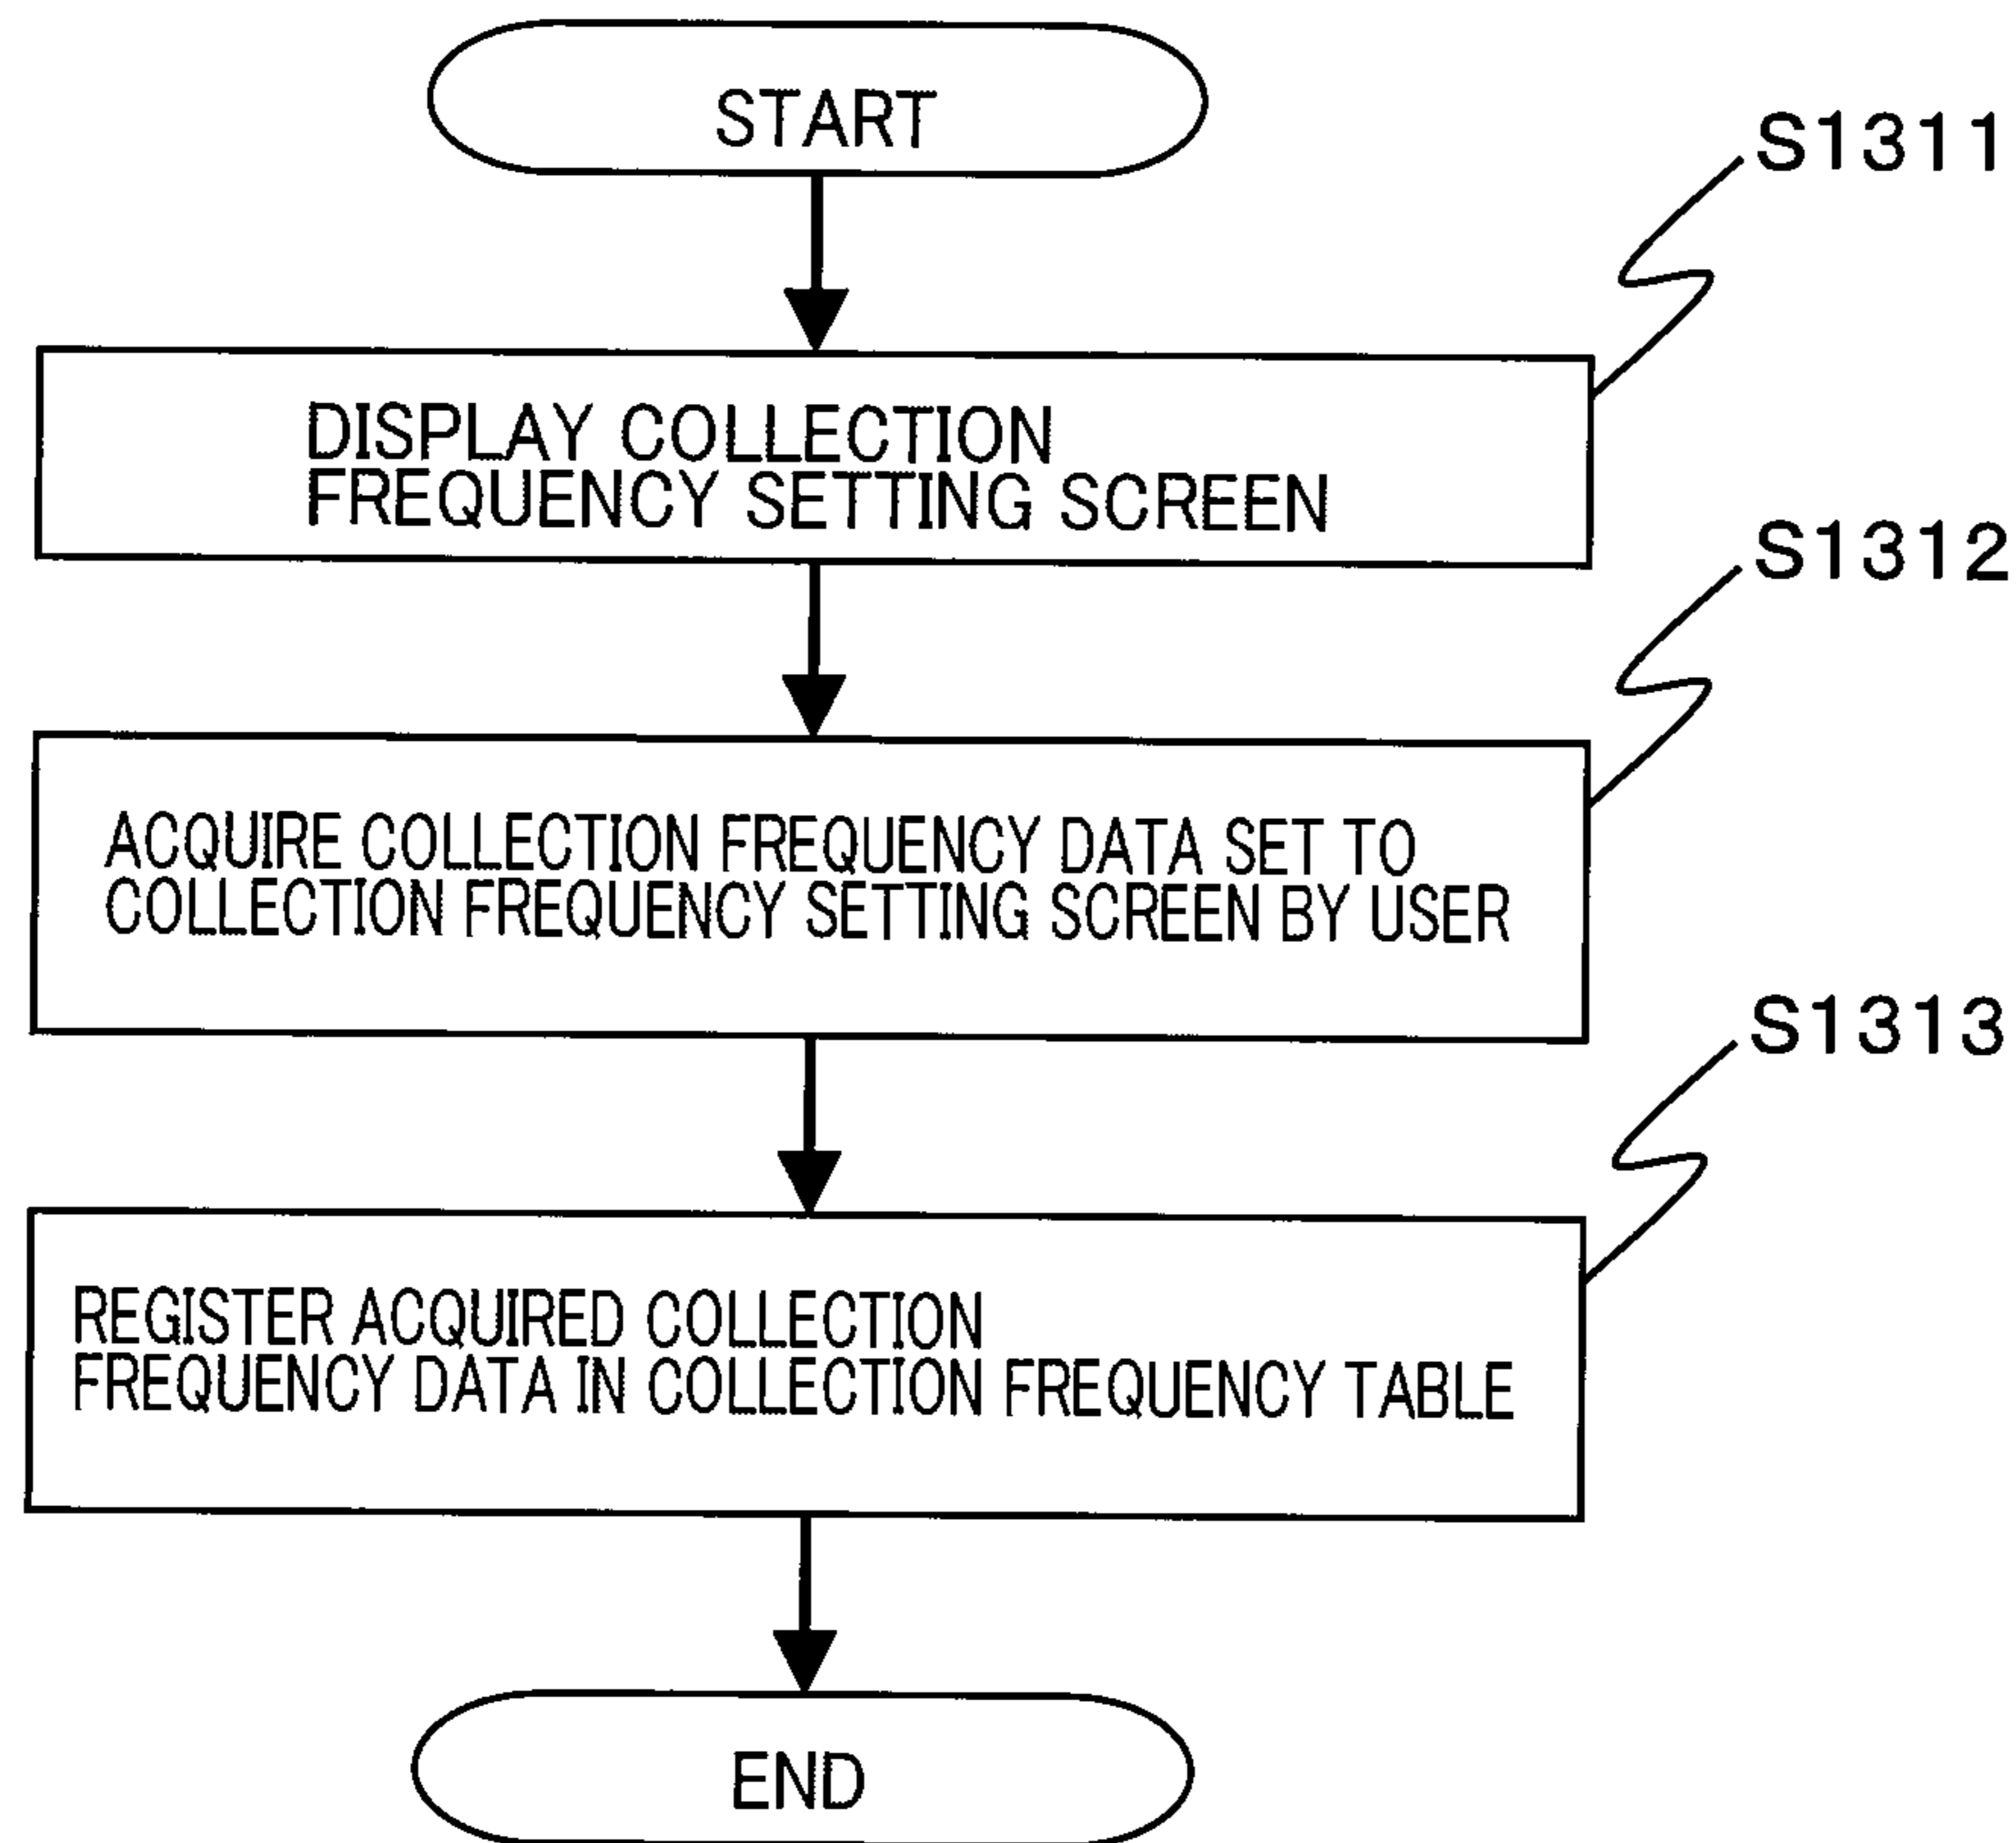 START
S1311
DISPLAY COLLECTION
FREQUENCY SETTING SCREEN
S1312
ACQUIRE COLLECTION FREQUENCY DATA SET TO
COLLECTION FREQUENCY SETTING SCREEN BY USER
S1313
REGISTER ACQUIRED COLLECTION
FREQUENCY DATA IN COLLECTION FREQUENCY TABLE
END